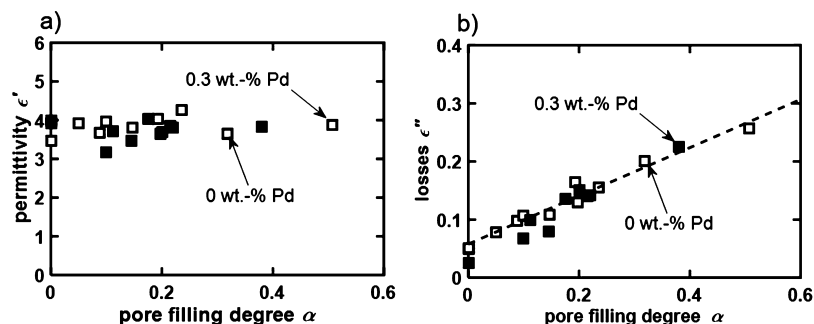 a)
6
5
4
3
2
1
0
0
0.2
0.4
0.6
permittivity ϵ′
pore filling degree α
0.3 wt.-% Pd
0 wt.-% Pd
b)
0.4
0.3
0.2
0.1
0
0
0.2
0.4
0.6
losses ϵ″
pore filling degree α
0.3 wt.-% Pd
0 wt.-% Pd